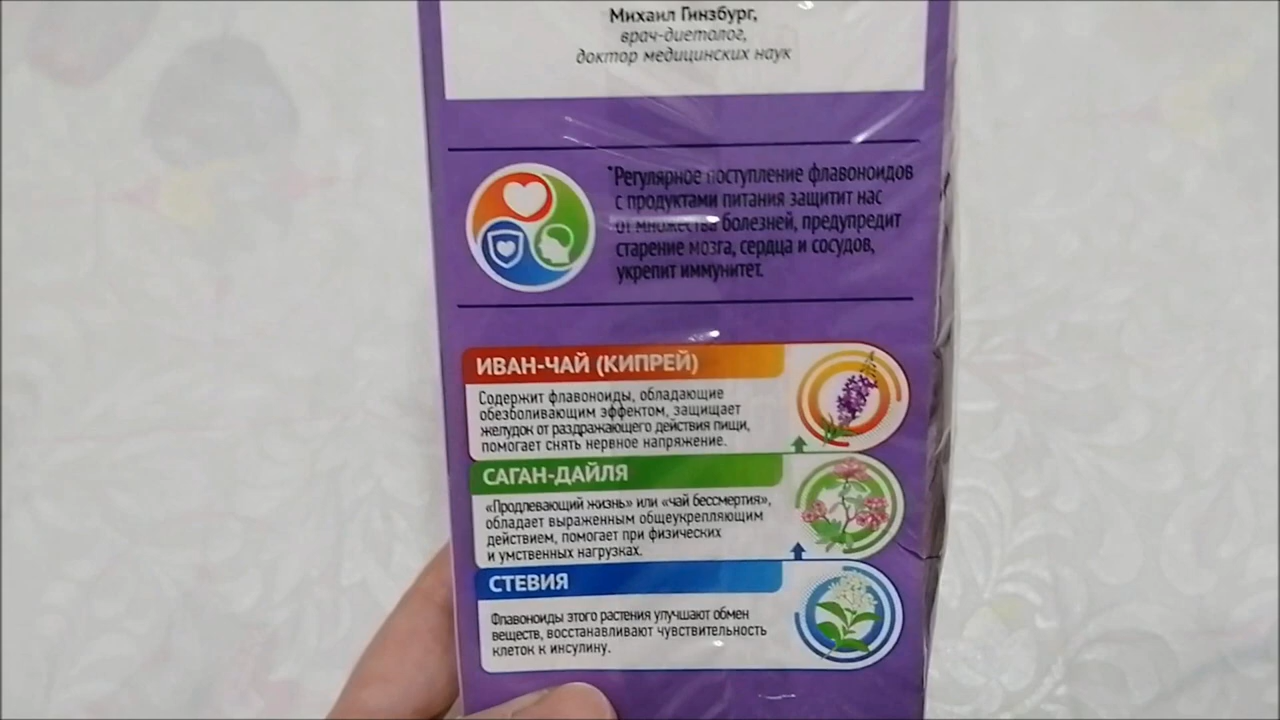 Михаил Гинзбург,
врач-диетолог,
доктор медицинских наук
*Регулярное поступление флавоноидов
с продуктами питания защитит нас
от множества болезней, предупредит
старение мозга, сердца и сосудов,
укрепит иммунитет.
ИВАН-ЧАЙ (КИПРЕЙ)
Содержит флавоноиды, обладающие
обезболивающим эффектом, защищает
желудок от раздражающего действия пищи,
помогает снять нервное напряжение.
САГАН-ДАЙЛЯ
«Продлевающий жизнь» или «чай бессмертия»,
обладает выраженным общеукрепляющим
действием, помогает при физических
и умственных нагрузках.
СТЕВИЯ
Флавоноиды этого растения улучшают обмен
веществ, восстанавливают чувствительность
клеток к инсулину.